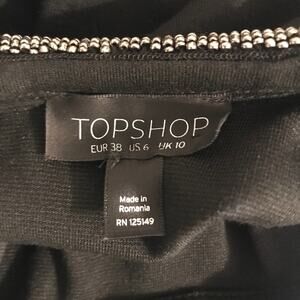 TOPSHOP
EUR 38 US 6 UK 10
Made in
Romania
RN 125149